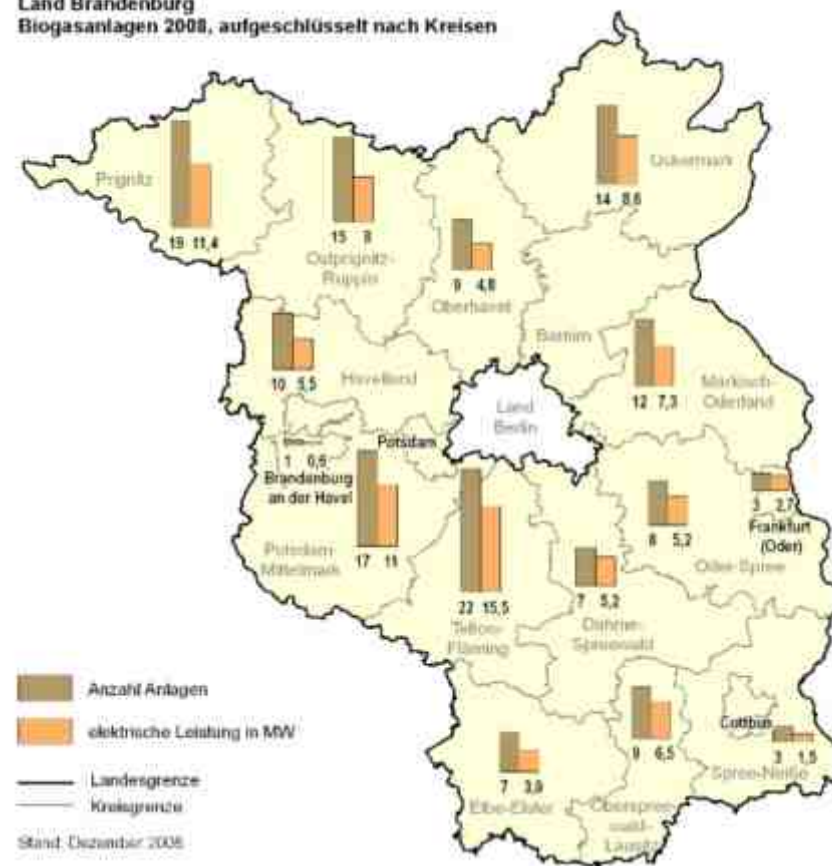 Land Brandenburg
Biogasanlagen 2008, aufgeschlüsselt nach Kreisen
Prignitz
19 11,4
15 8
Ostprignitz-
Ruppin
14 8,6
Uckermark
9 4,8
Oberhavel
Barnim
10 5,5
Havelland
12 7,3
Märkisch-
Oderland
Land
Berlin
Potsdam
1 0,6
Brandenburg
an der Havel
17 11
Potsdam-
Mittelmark
22 15,5
Teltow-
Fläming
7 5,2
Dahme-
Spreewald
8 5,2
Oder-Spree
3 2,7
Frankfurt
(Oder)
Cottbus
3 1,5
Spree-Neiße
9 6,5
Oberspree-
wald-
Lausitz
7 3,9
Elbe-Elster
Anzahl Anlagen
elektrische Leistung in MW
Landesgrenze
Kreisgrenze
Stand: Dezember 2008